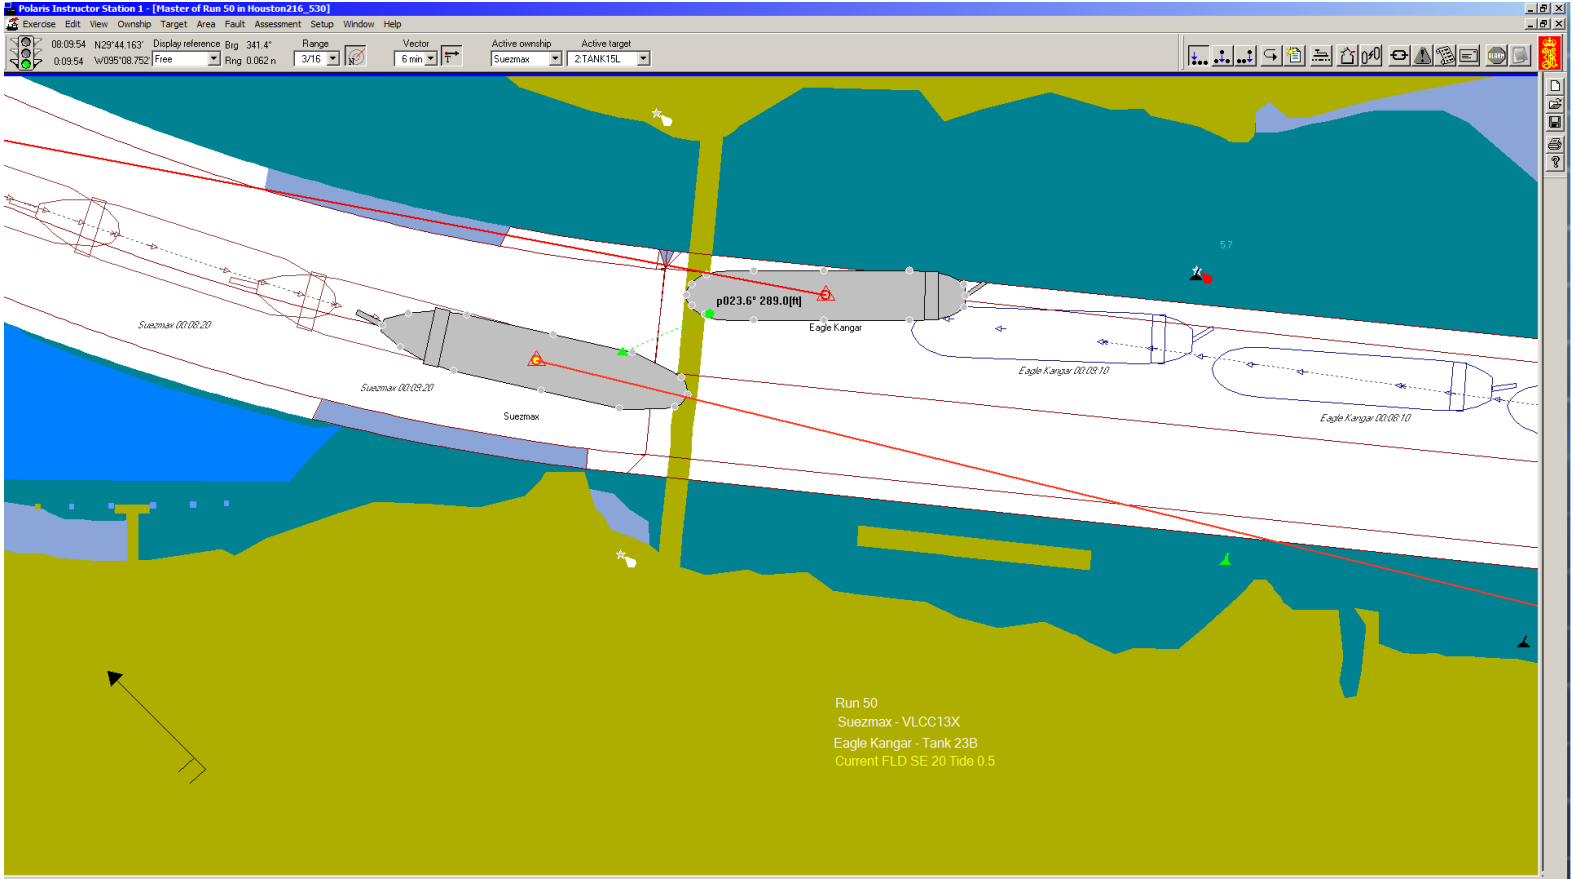 Polaris Instructor Station 1 - [Master of Run 50 in Houston216_530]
Exercise Edit View Ownship Target Area Fault Assessment Setup Window Help
08:09:54 N29°44.163' Display reference Brg 341.4° Range Vector Active ownship Active target
0:09:54 W095°08.752' Free Rng 0.062 n 3/16 N 6 min T Suezmax 2:TANK15L
ALARM
5.7
p023.6° 289.0[ft]
Suezmax 00:08:20
Eagle Kangar
Eagle Kangar 00:09:10
Suezmax 00:09:20
Suezmax
Eagle Kangar 00:08:10
Run 50
Suezmax - VLCC13X
Eagle Kangar - Tank 23B
Current FLD SE 20 Tide 0.5